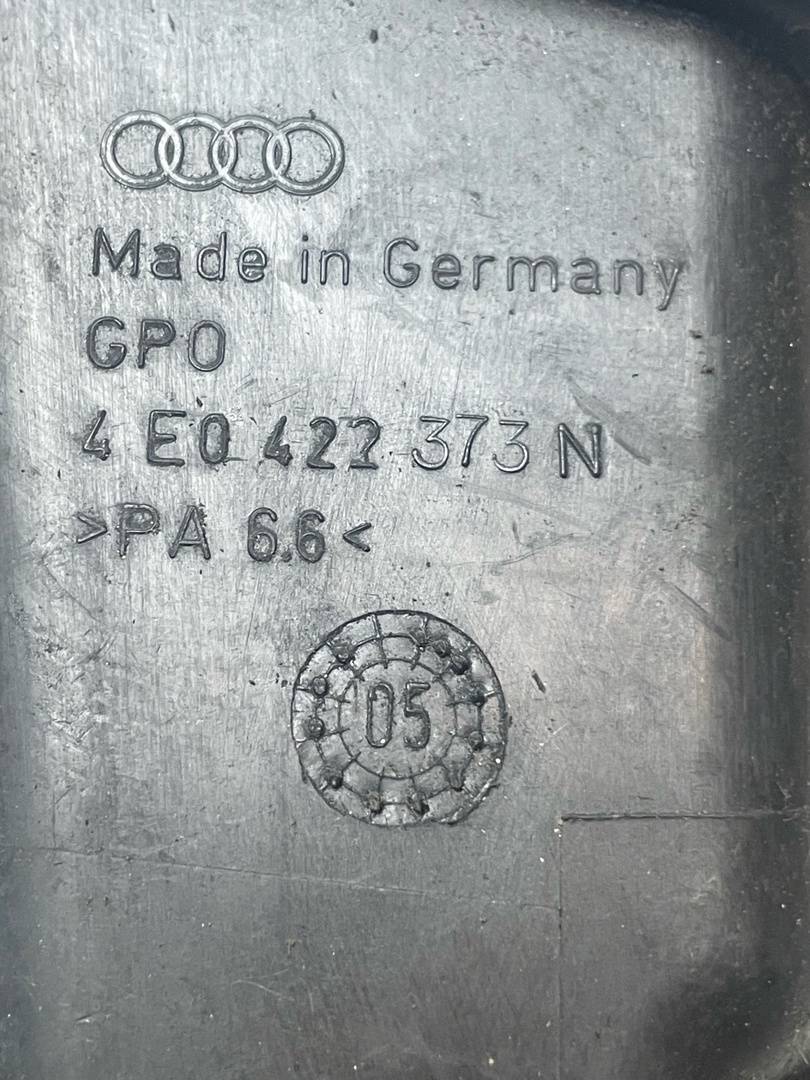 Made in Germany
GPO
4 E0 422 373 N
>PA 6.6<
05